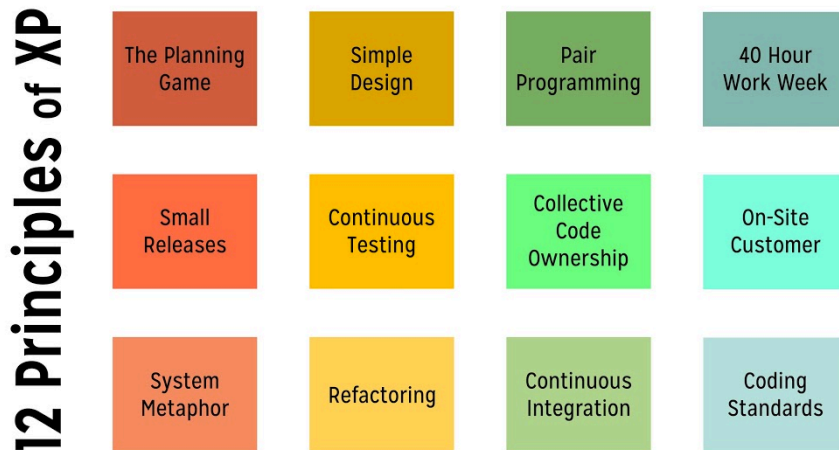 12 Principles of XP
The Planning
Game
Simple
Design
Pair
Programming
40 Hour
Work Week
Small
Releases
Continuous
Testing
Collective
Code
Ownership
On-Site
Customer
System
Metaphor
Refactoring
Continuous
Integration
Coding
Standards